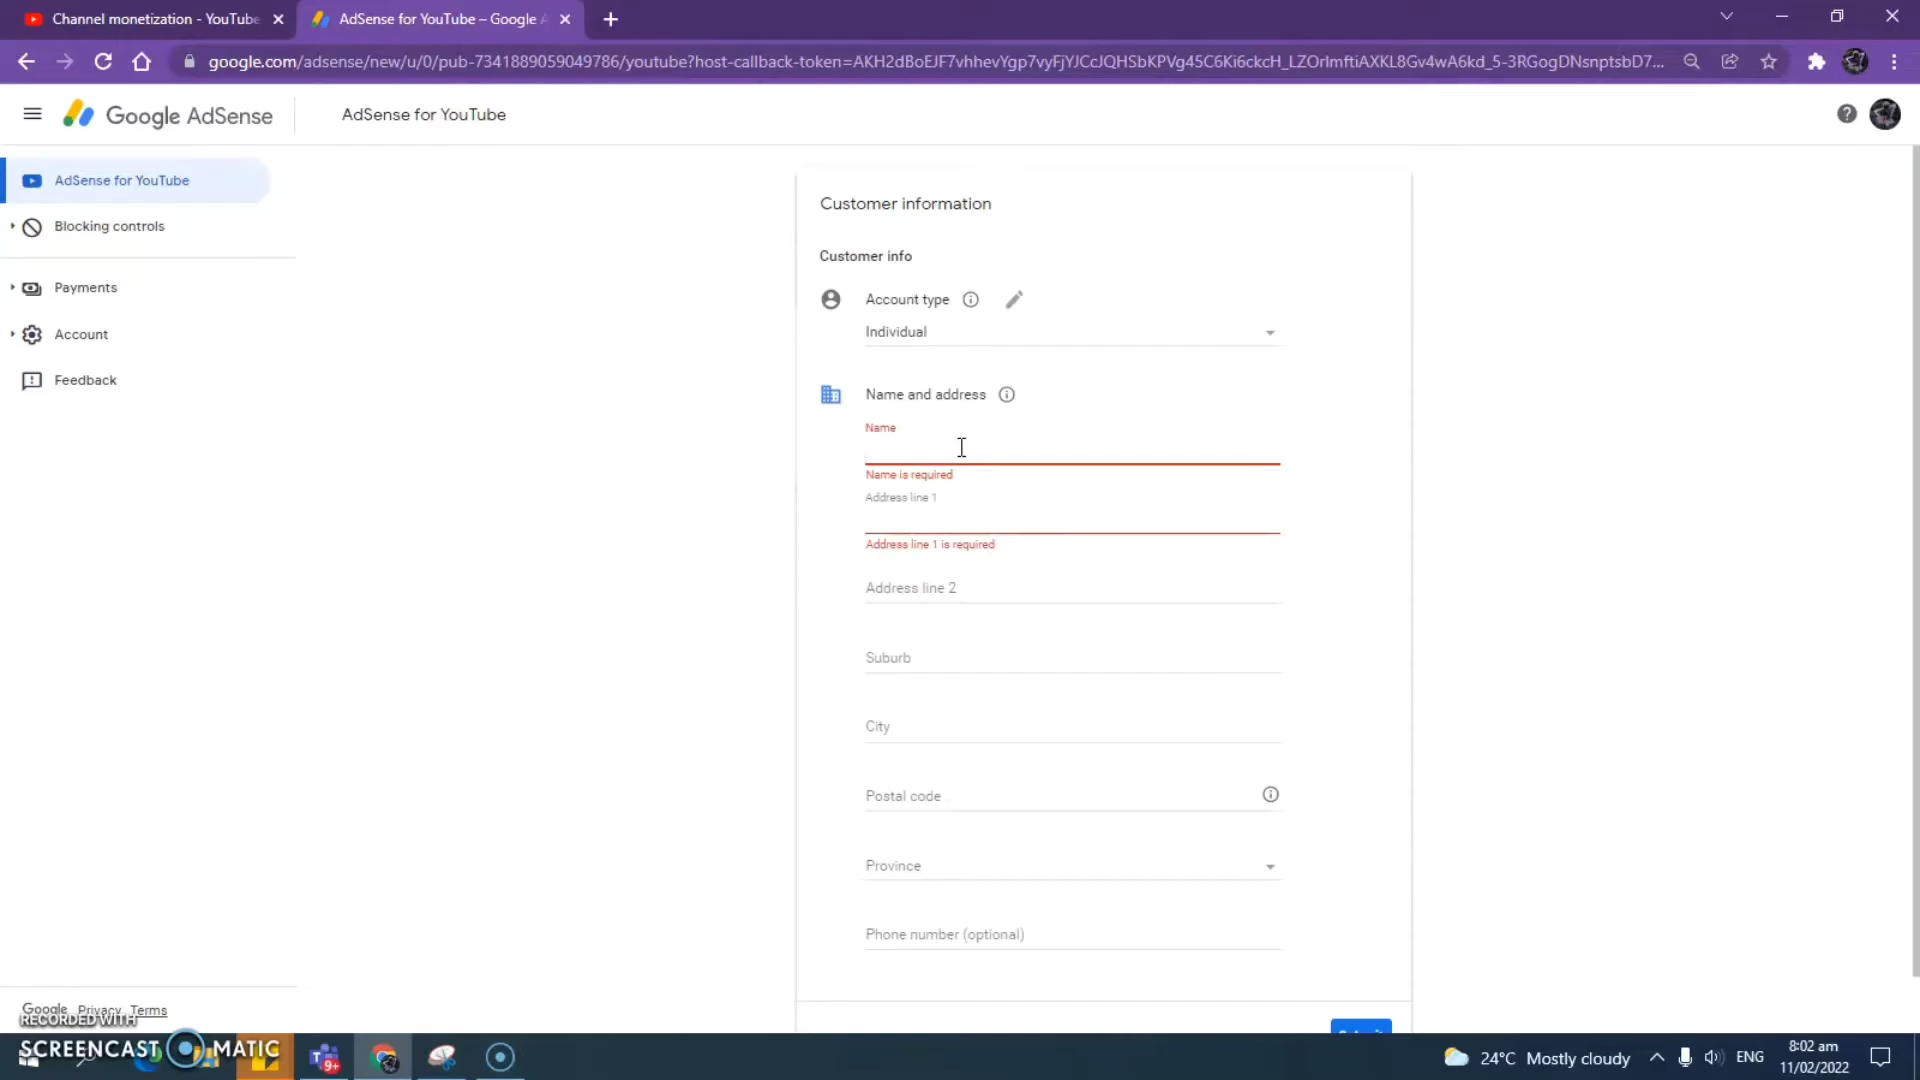 Channel monetization - YouTube
AdSense for YouTube – Google A
google.com/adsense/new/u/0/pub-7341889059049786/youtube?host-callback-token=AKH2dBoEJF7vhhevYgp7vyFjYJCcJQHSbKPVg45C6Ki6ckcH_LZOrImftiAXKL8Gv4wA6kd_5-3RGogDNsnptsbD7...
Google AdSense
AdSense for YouTube
AdSense for YouTube
Blocking controls
Payments
Account
Feedback
Customer information
Customer info
Account type
Individual
Name and address
Name
Name is required
Address line 1
Address line 1 is required
Address line 2
Suburb
City
Postal code
Province
Phone number (optional)
Submit
Google Privacy Terms
RECORDED WITH
SCREENCAST MATIC
9+
24°C Mostly cloudy
ENG
8:02 am
11/02/2022